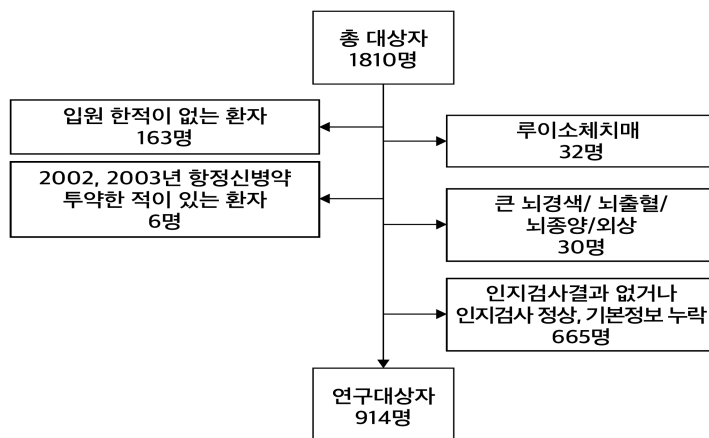 총 대상자
1810명
입원 한적이 없는 환자
163명
루이소체치매
32명
2002, 2003년 항정신병약
투약한 적이 있는 환자
6명
큰 뇌경색/ 뇌출혈/
뇌종양/외상
30명
인지검사결과 없거나
인지검사 정상, 기본정보 누락
665명
연구대상자
914명